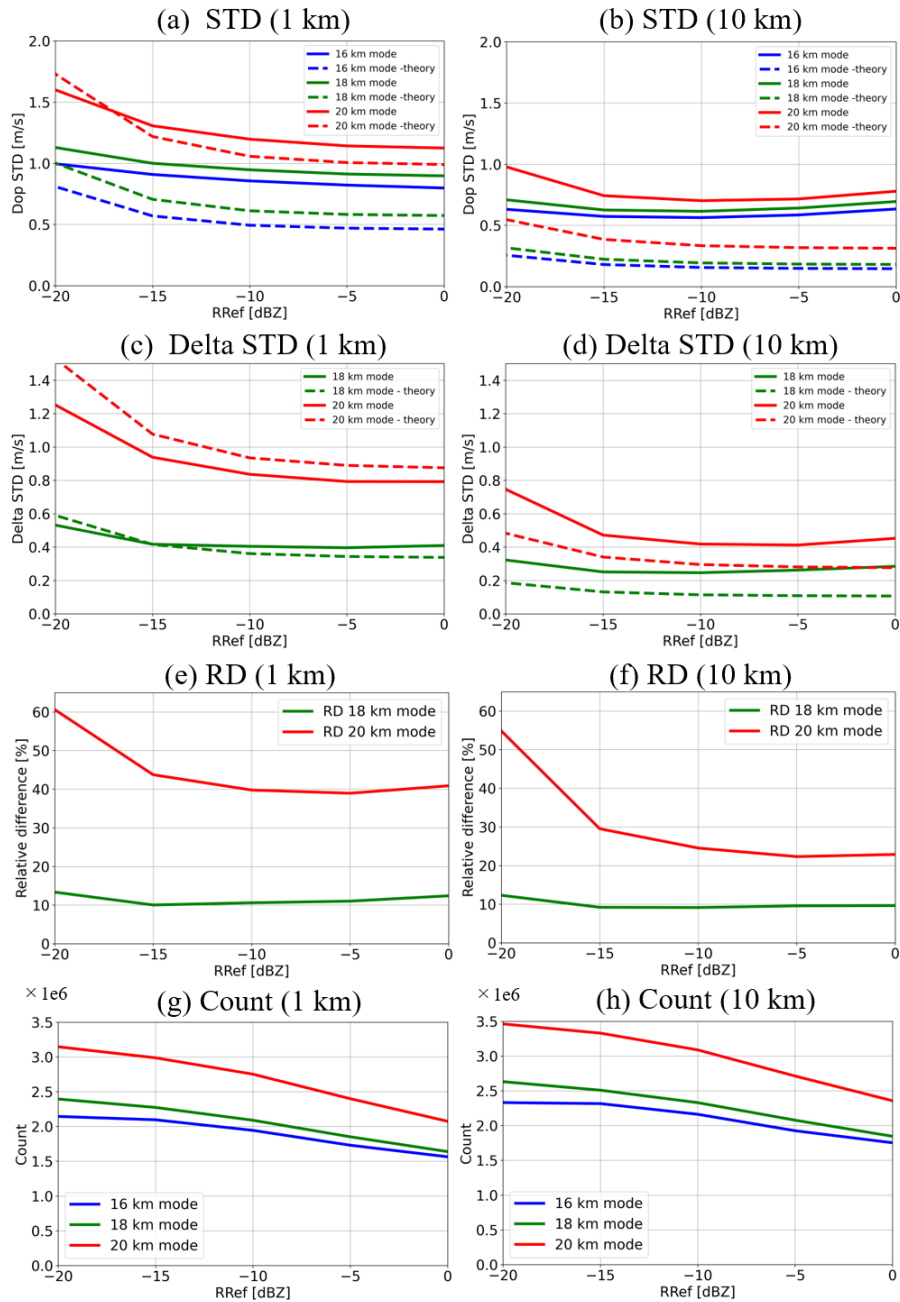 (a) STD (1 km)
(b) STD (10 km)
Dop STD [m/s]
2.0
1.5
1.0
0.5
0.0
−20
−15
−10
−5
0
RRef [dBZ]
16 km mode
16 km mode -theory
18 km mode
18 km mode -theory
20 km mode
20 km mode -theory
Dop STD [m/s]
2.0
1.5
1.0
0.5
0.0
−20
−15
−10
−5
0
RRef [dBZ]
16 km mode
16 km mode -theory
18 km mode
18 km mode -theory
20 km mode
20 km mode -theory
(c) Delta STD (1 km)
(d) Delta STD (10 km)
Delta STD [m/s]
1.4
1.2
1.0
0.8
0.6
0.4
0.2
0.0
−20
−15
−10
−5
0
RRef [dBZ]
18 km mode
18 km mode - theory
20 km mode
20 km mode - theory
Delta STD [m/s]
1.4
1.2
1.0
0.8
0.6
0.4
0.2
0.0
−20
−15
−10
−5
0
RRef [dBZ]
18 km mode
18 km mode - theory
20 km mode
20 km mode - theory
(e) RD (1 km)
(f) RD (10 km)
Relative difference [%]
60
50
40
30
20
10
0
−20
−15
−10
−5
0
RRef [dBZ]
RD 18 km mode
RD 20 km mode
Relative difference [%]
60
50
40
30
20
10
0
−20
−15
−10
−5
0
RRef [dBZ]
RD 18 km mode
RD 20 km mode
× 1e6
(g) Count (1 km)
× 1e6
(h) Count (10 km)
Count
3.5
3.0
2.5
2.0
1.5
1.0
0.5
0.0
−20
−15
−10
−5
0
RRef [dBZ]
16 km mode
18 km mode
20 km mode
Count
3.5
3.0
2.5
2.0
1.5
1.0
0.5
0.0
−20
−15
−10
−5
0
RRef [dBZ]
16 km mode
18 km mode
20 km mode